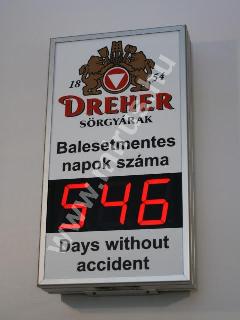 18 54
DREHER
SÖRGYÁRAK
Balesetmentes
napok száma
546
Days without
accident